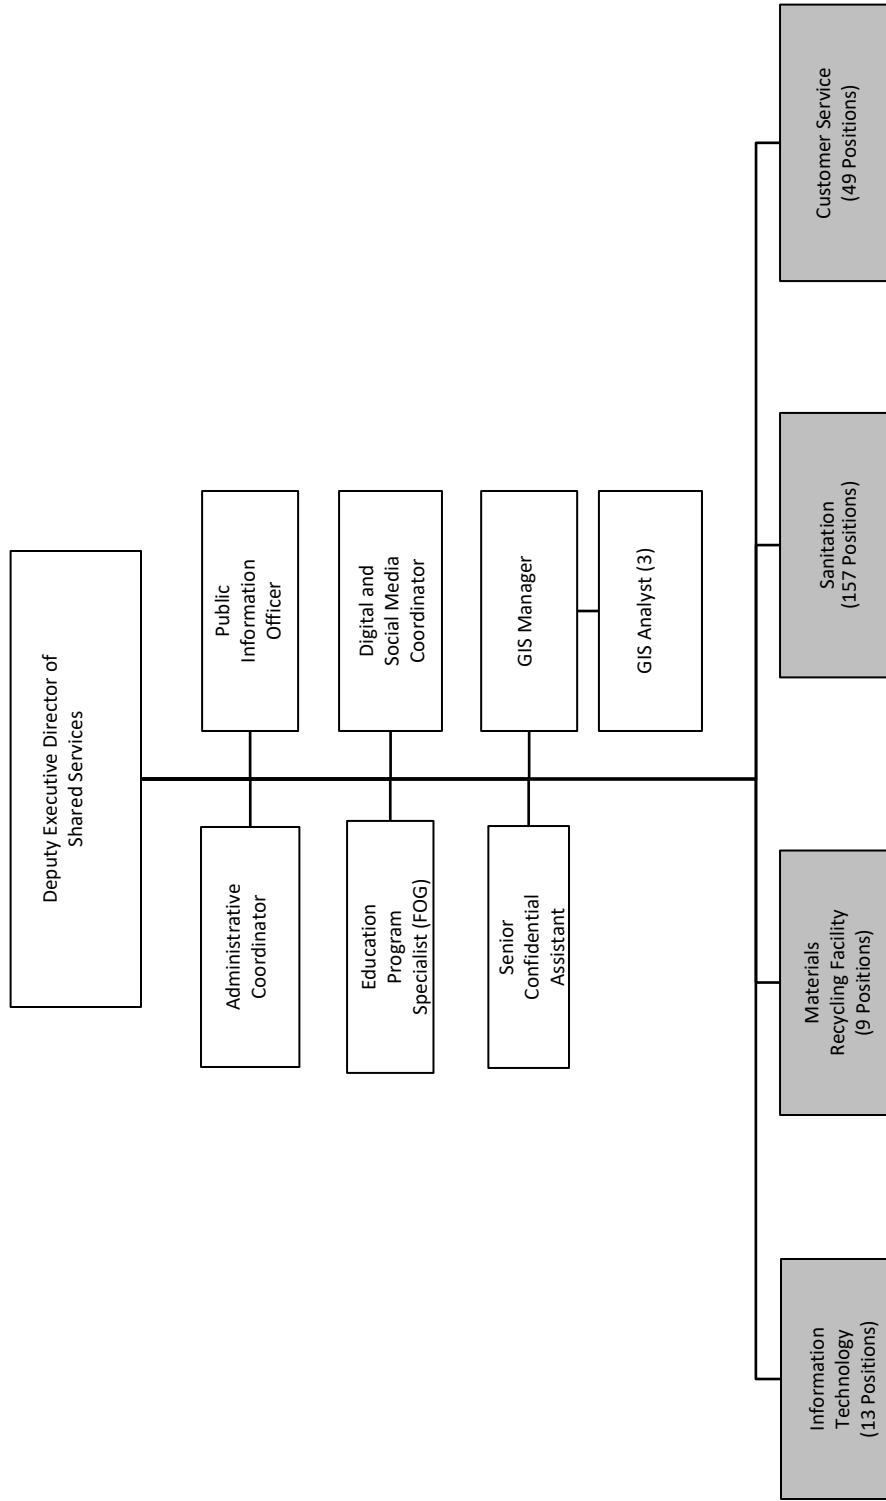 Deputy Executive Director of
Shared Services
Administrative
Coordinator
Public
Information
Officer
Education
Program
Specialist (FOG)
Digital and
Social Media
Coordinator
Senior
Confidential
Assistant
GIS Manager
GIS Analyst (3)
Information
Technology
(13 Positions)
Materials
Recycling Facility
(9 Positions)
Sanitation
(157 Positions)
Customer Service
(49 Positions)